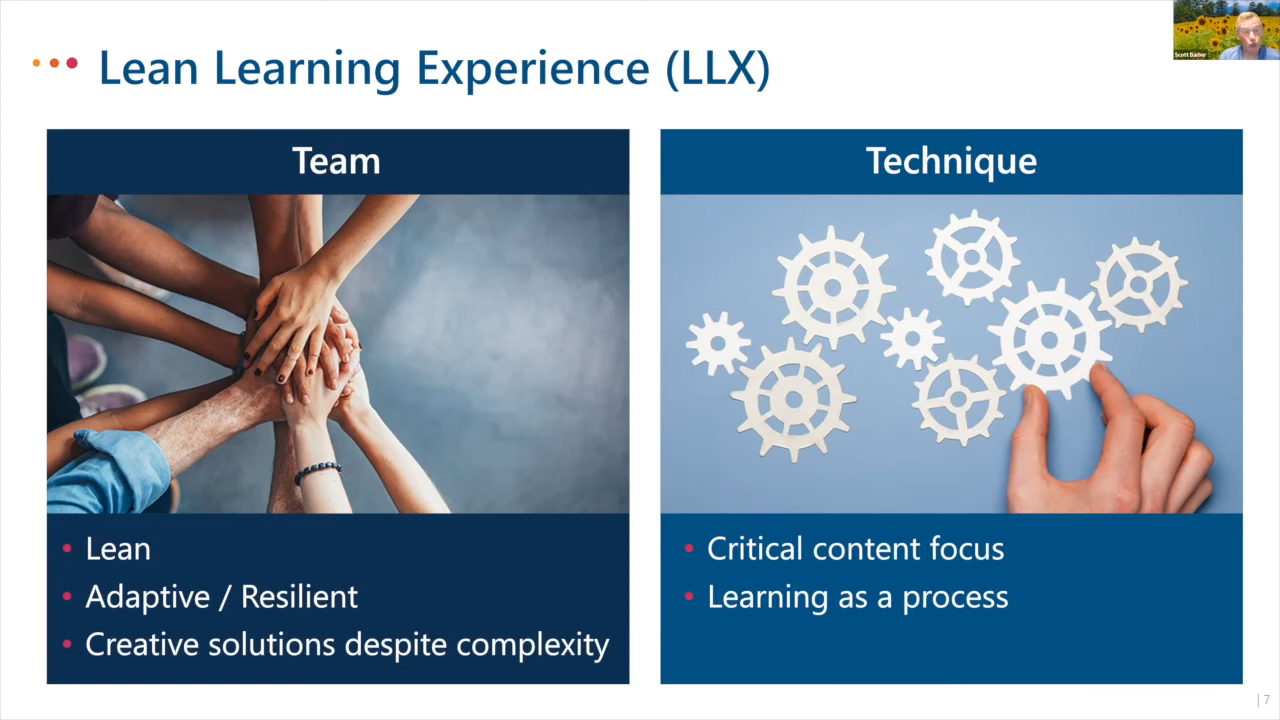 Lean Learning Experience (LLX)
Scott Barber
Team
Technique
Lean
Adaptive / Resilient
Creative solutions despite complexity
Critical content focus
Learning as a process
| 7